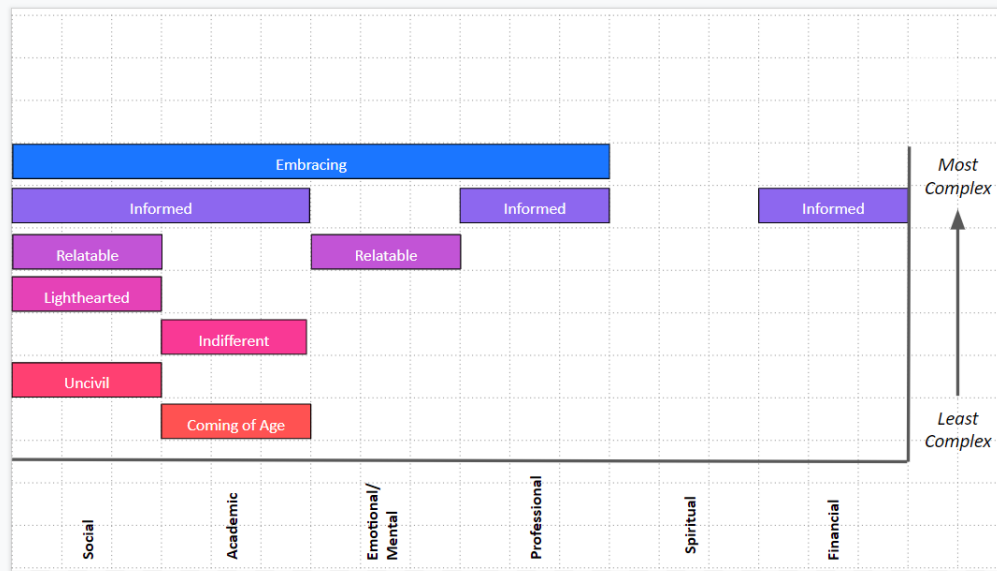 Embracing
Most
Complex
Informed
Informed
Informed
Relatable
Relatable
Lighthearted
Indifferent
Uncivil
Coming of Age
Least
Complex
Social
Academic
Emotional/
Mental
Professional
Spiritual
Financial